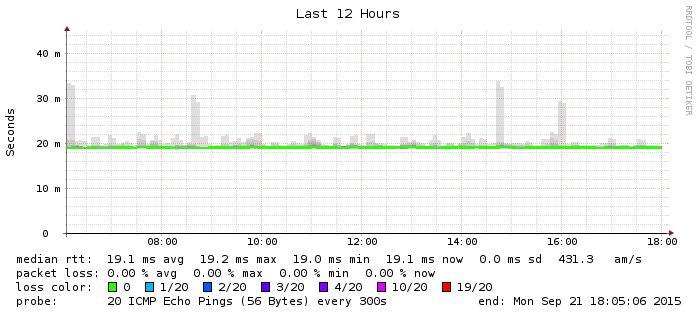 Last 12 Hours
RRDTOOL / TOBI OETIKER
Seconds
40 m
30 m
20 m
10 m
0
08:00 10:00 12:00 14:00 16:00 18:00
median rtt: 19.1 ms avg 19.2 ms max 19.0 ms min 19.1 ms now 0.0 ms sd 431.3 am/s
packet loss: 0.00 % avg 0.00 % max 0.00 % min 0.00 % now
loss color: 0 1/20 2/20 3/20 4/20 10/20 19/20
probe: 20 ICMP Echo Pings (56 Bytes) every 300s end: Mon Sep 21 18:05:06 2015